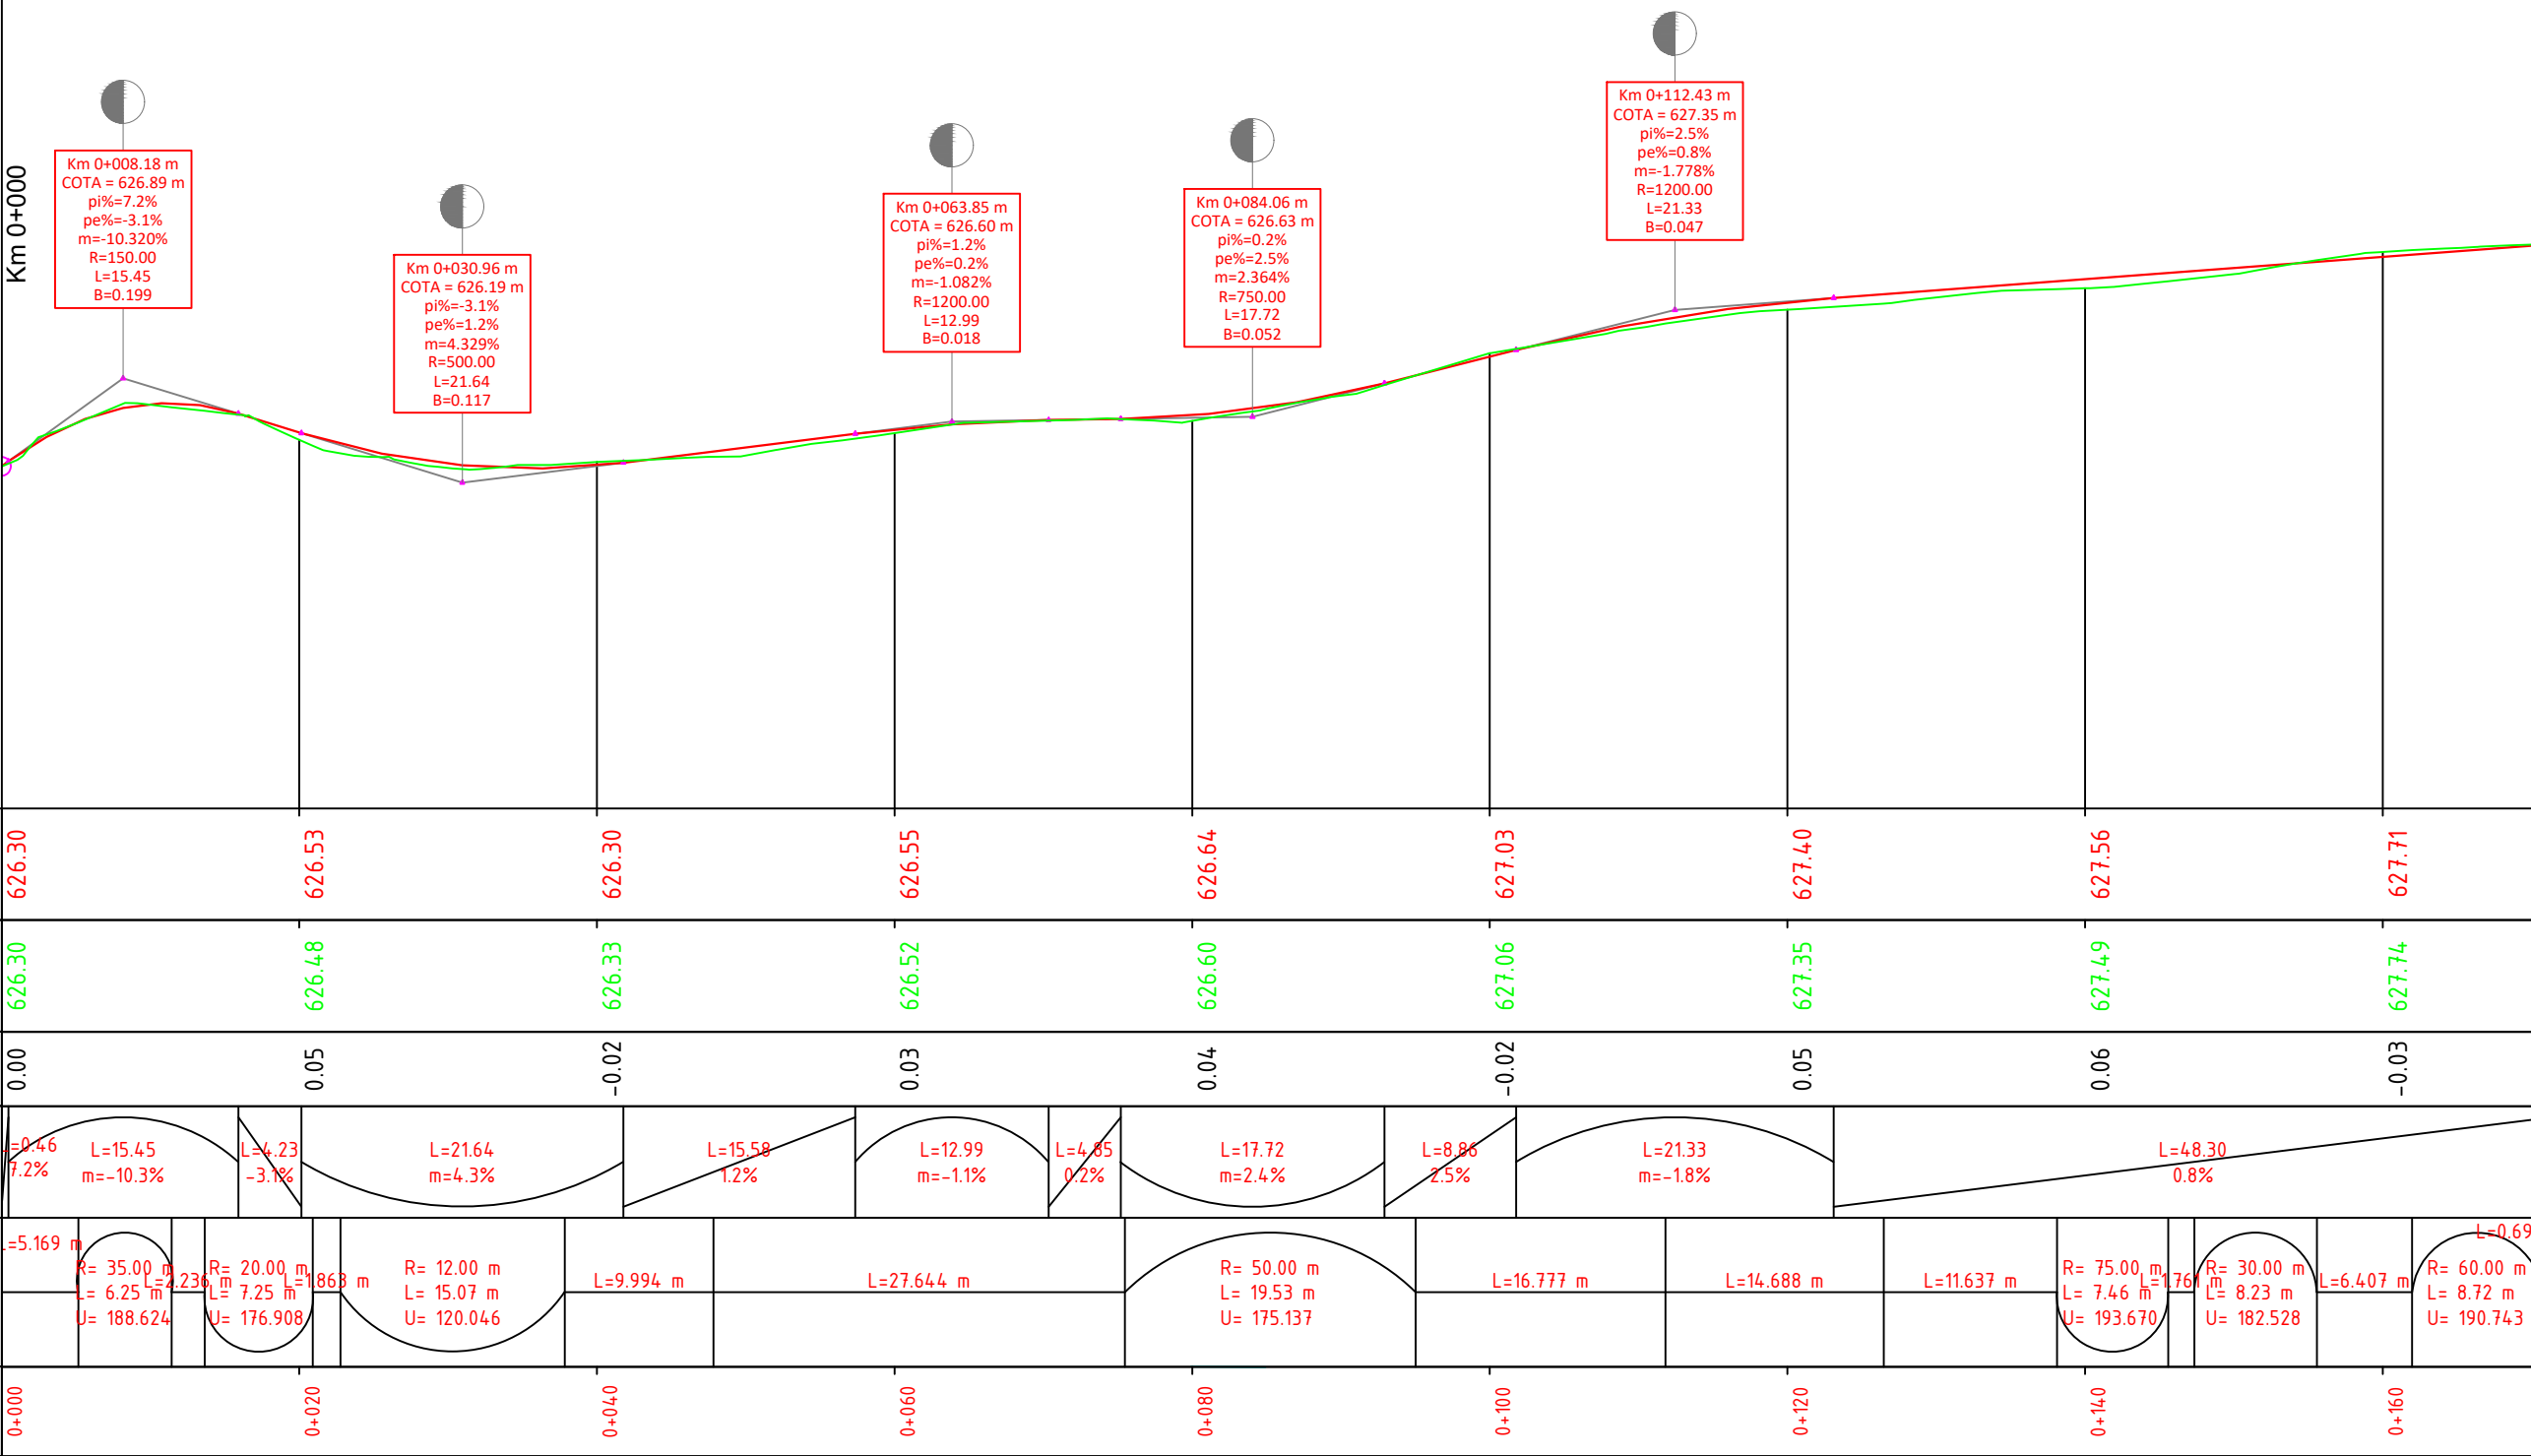 Km 0+000
Km 0+008.18 m
COTA = 626.89 m
pi%=7.2%
pe%=-3.1%
m=-10.320%
R=150.00
L=15.45
B=0.199
Km 0+030.96 m
COTA = 626.19 m
pi%=-3.1%
pe%=1.2%
m=4.329%
R=500.00
L=21.64
B=0.117
Km 0+063.85 m
COTA = 626.60 m
pi%=1.2%
pe%=0.2%
m=-1.082%
R=1200.00
L=12.99
B=0.018
Km 0+084.06 m
COTA = 626.63 m
pi%=0.2%
pe%=2.5%
m=2.364%
R=750.00
L=17.72
B=0.052
Km 0+112.43 m
COTA = 627.35 m
pi%=2.5%
pe%=0.8%
m=-1.778%
R=1200.00
L=21.33
B=0.047
626.30 626.53 626.30 626.55 626.64 627.03 627.40 627.56 627.71
626.30 626.48 626.33 626.52 626.60 627.06 627.35 627.49 627.74
0.00 0.05 -0.02 0.03 0.04 -0.02 0.05 0.06 -0.03
=0.46
7.2%
L=15.45
m=-10.3%
L=4.23
-3.1%
L=21.64
m=4.3%
L=15.58
1.2%
L=12.99
m=-1.1%
L=4.85
0.2%
L=17.72
m=2.4%
L=8.86
2.5%
L=21.33
m=-1.8%
L=48.30
0.8%
L=5.169 m
R= 35.00 m
L= 6.25 m
U= 188.624
L=2.236 m
R= 20.00 m
L= 7.25 m
U= 176.908
L=1.863 m
R= 12.00 m
L= 15.07 m
U= 120.046
L=9.994 m
L=27.644 m
R= 50.00 m
L= 19.53 m
U= 175.137
L=16.777 m
L=14.688 m
L=11.637 m
R= 75.00 m
L= 7.46 m
U= 193.670
L=1.761 m
R= 30.00 m
L= 8.23 m
U= 182.528
L=6.407 m
R= 60.00 m
L= 8.72 m
U= 190.743
L=0.69
0+000 0+020 0+040 0+060 0+080 0+100 0+120 0+140 0+160